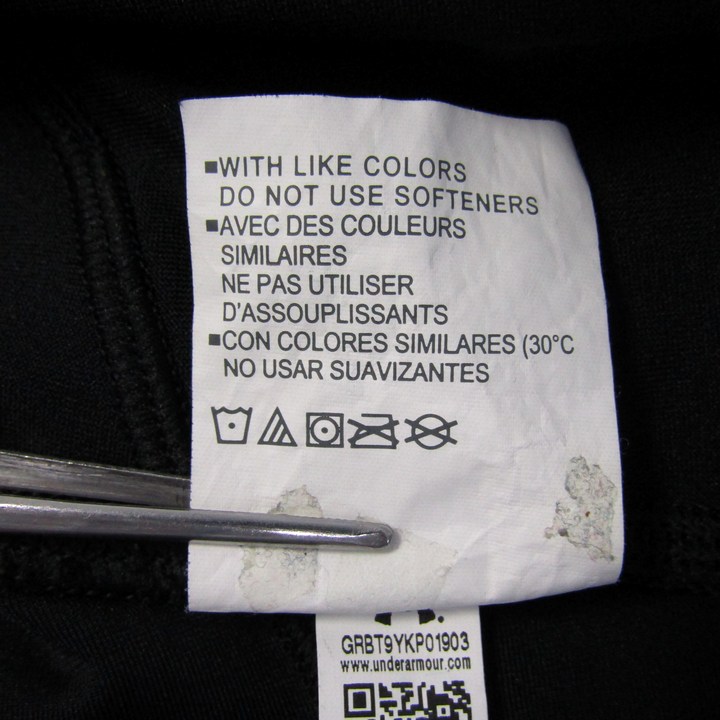 ▪WITH LIKE COLORS
DO NOT USE SOFTENERS
▪AVEC DES COULEURS
SIMILAIRES
NE PAS UTILISER
D'ASSOUPLISSANTS
▪CON COLORES SIMILARES (30°C
NO USAR SUAVIZANTES
GRBT9YKP01903
www.underarmour.com